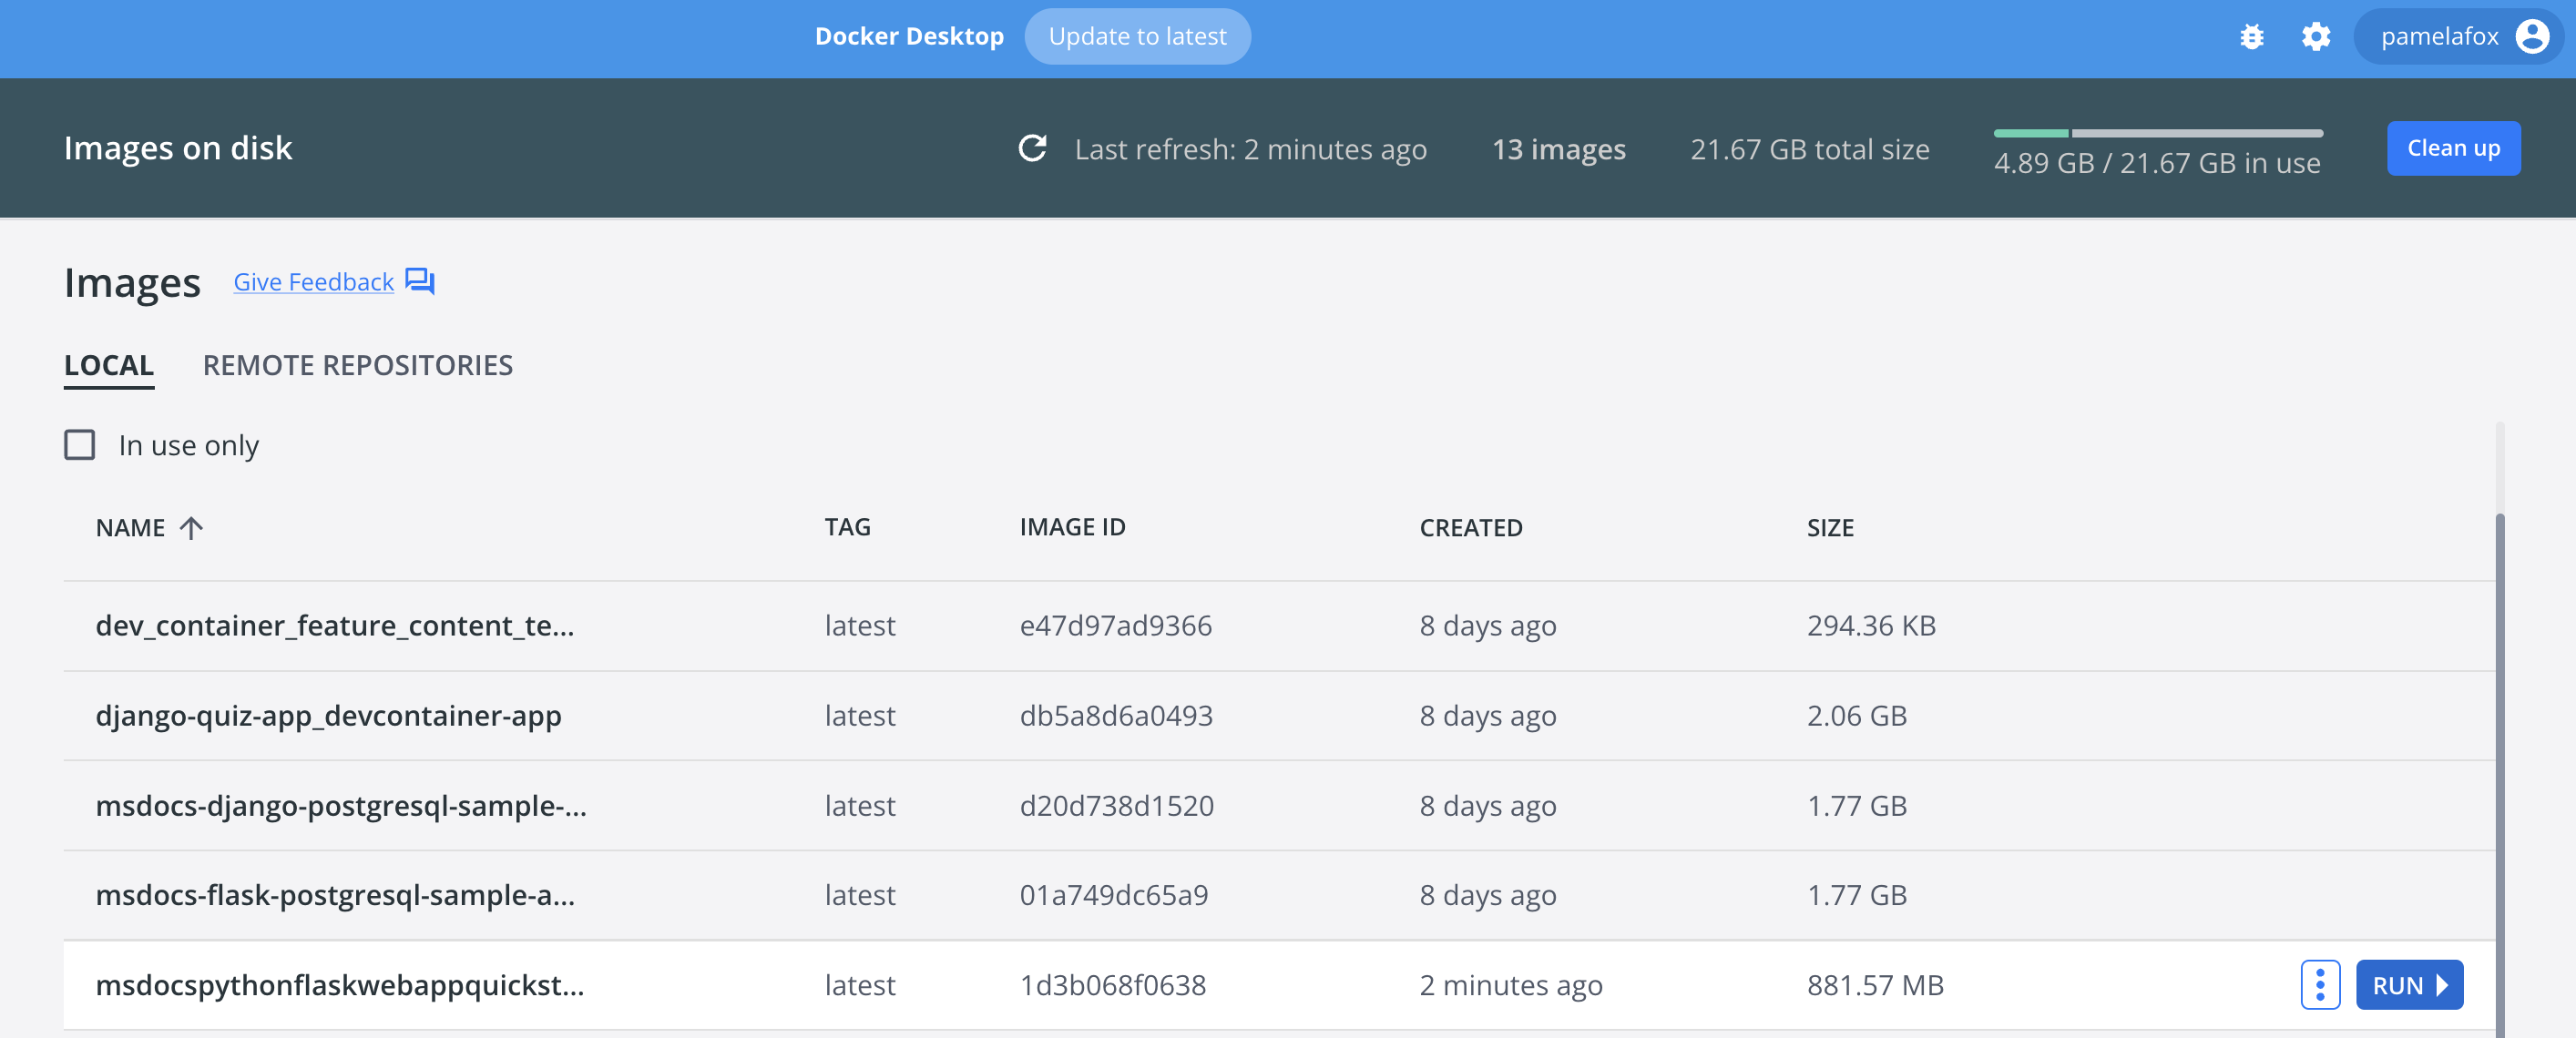 Docker Desktop Update to latest pamelafox
Images on disk Last refresh: 2 minutes ago 13 images 21.67 GB total size 4.89 GB / 21.67 GB in use Clean up
Images Give Feedback
LOCAL REMOTE REPOSITORIES
In use only
NAME TAG IMAGE ID CREATED SIZE
dev_container_feature_content_te... latest e47d97ad9366 8 days ago 294.36 KB
django-quiz-app_devcontainer-app latest db5a8d6a0493 8 days ago 2.06 GB
msdocs-django-postgresql-sample-... latest d20d738d1520 8 days ago 1.77 GB
msdocs-flask-postgresql-sample-a... latest 01a749dc65a9 8 days ago 1.77 GB
msdocspythonflaskwebappquickst... latest 1d3b068f0638 2 minutes ago 881.57 MB RUN